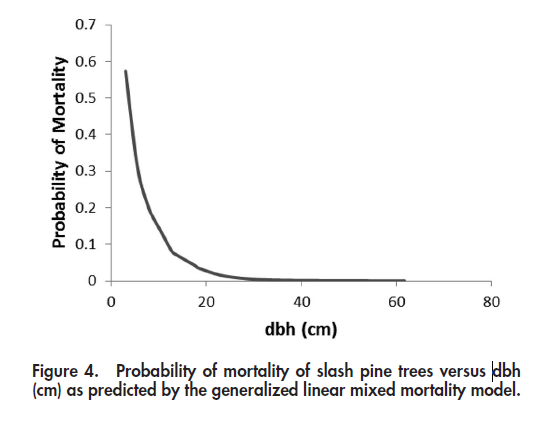 0.7
0.6
0.5
0.4
0.3
0.2
0.1
0
Probability of Mortality
0 20 40 60 80
dbh (cm)
Figure 4. Probability of mortality of slash pine trees versus dbh
(cm) as predicted by the generalized linear mixed mortality model.